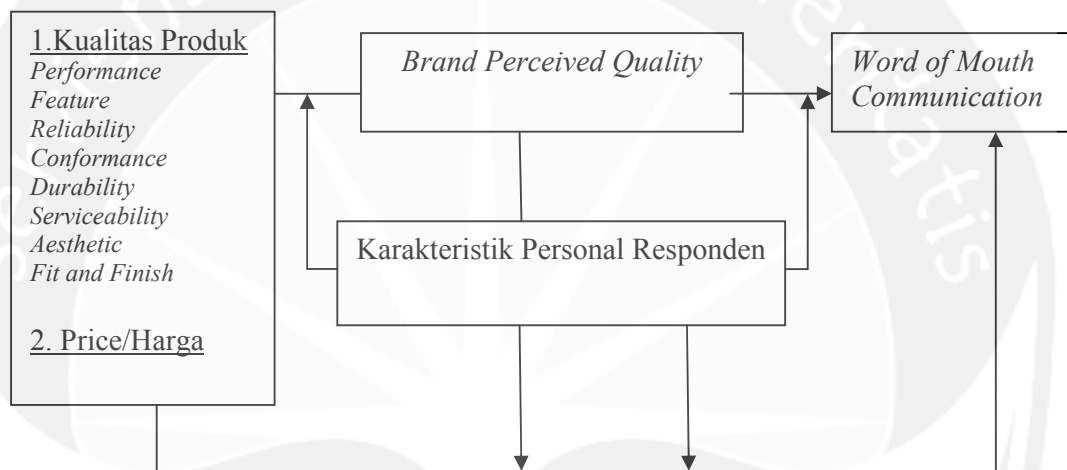 1.Kualitas Produk
Performance
Feature
Reliability
Conformance
Durability
Serviceability
Aesthetic
Fit and Finish
2. Price/Harga
Brand Perceived Quality
Word of Mouth
Communication
Karakteristik Personal Responden